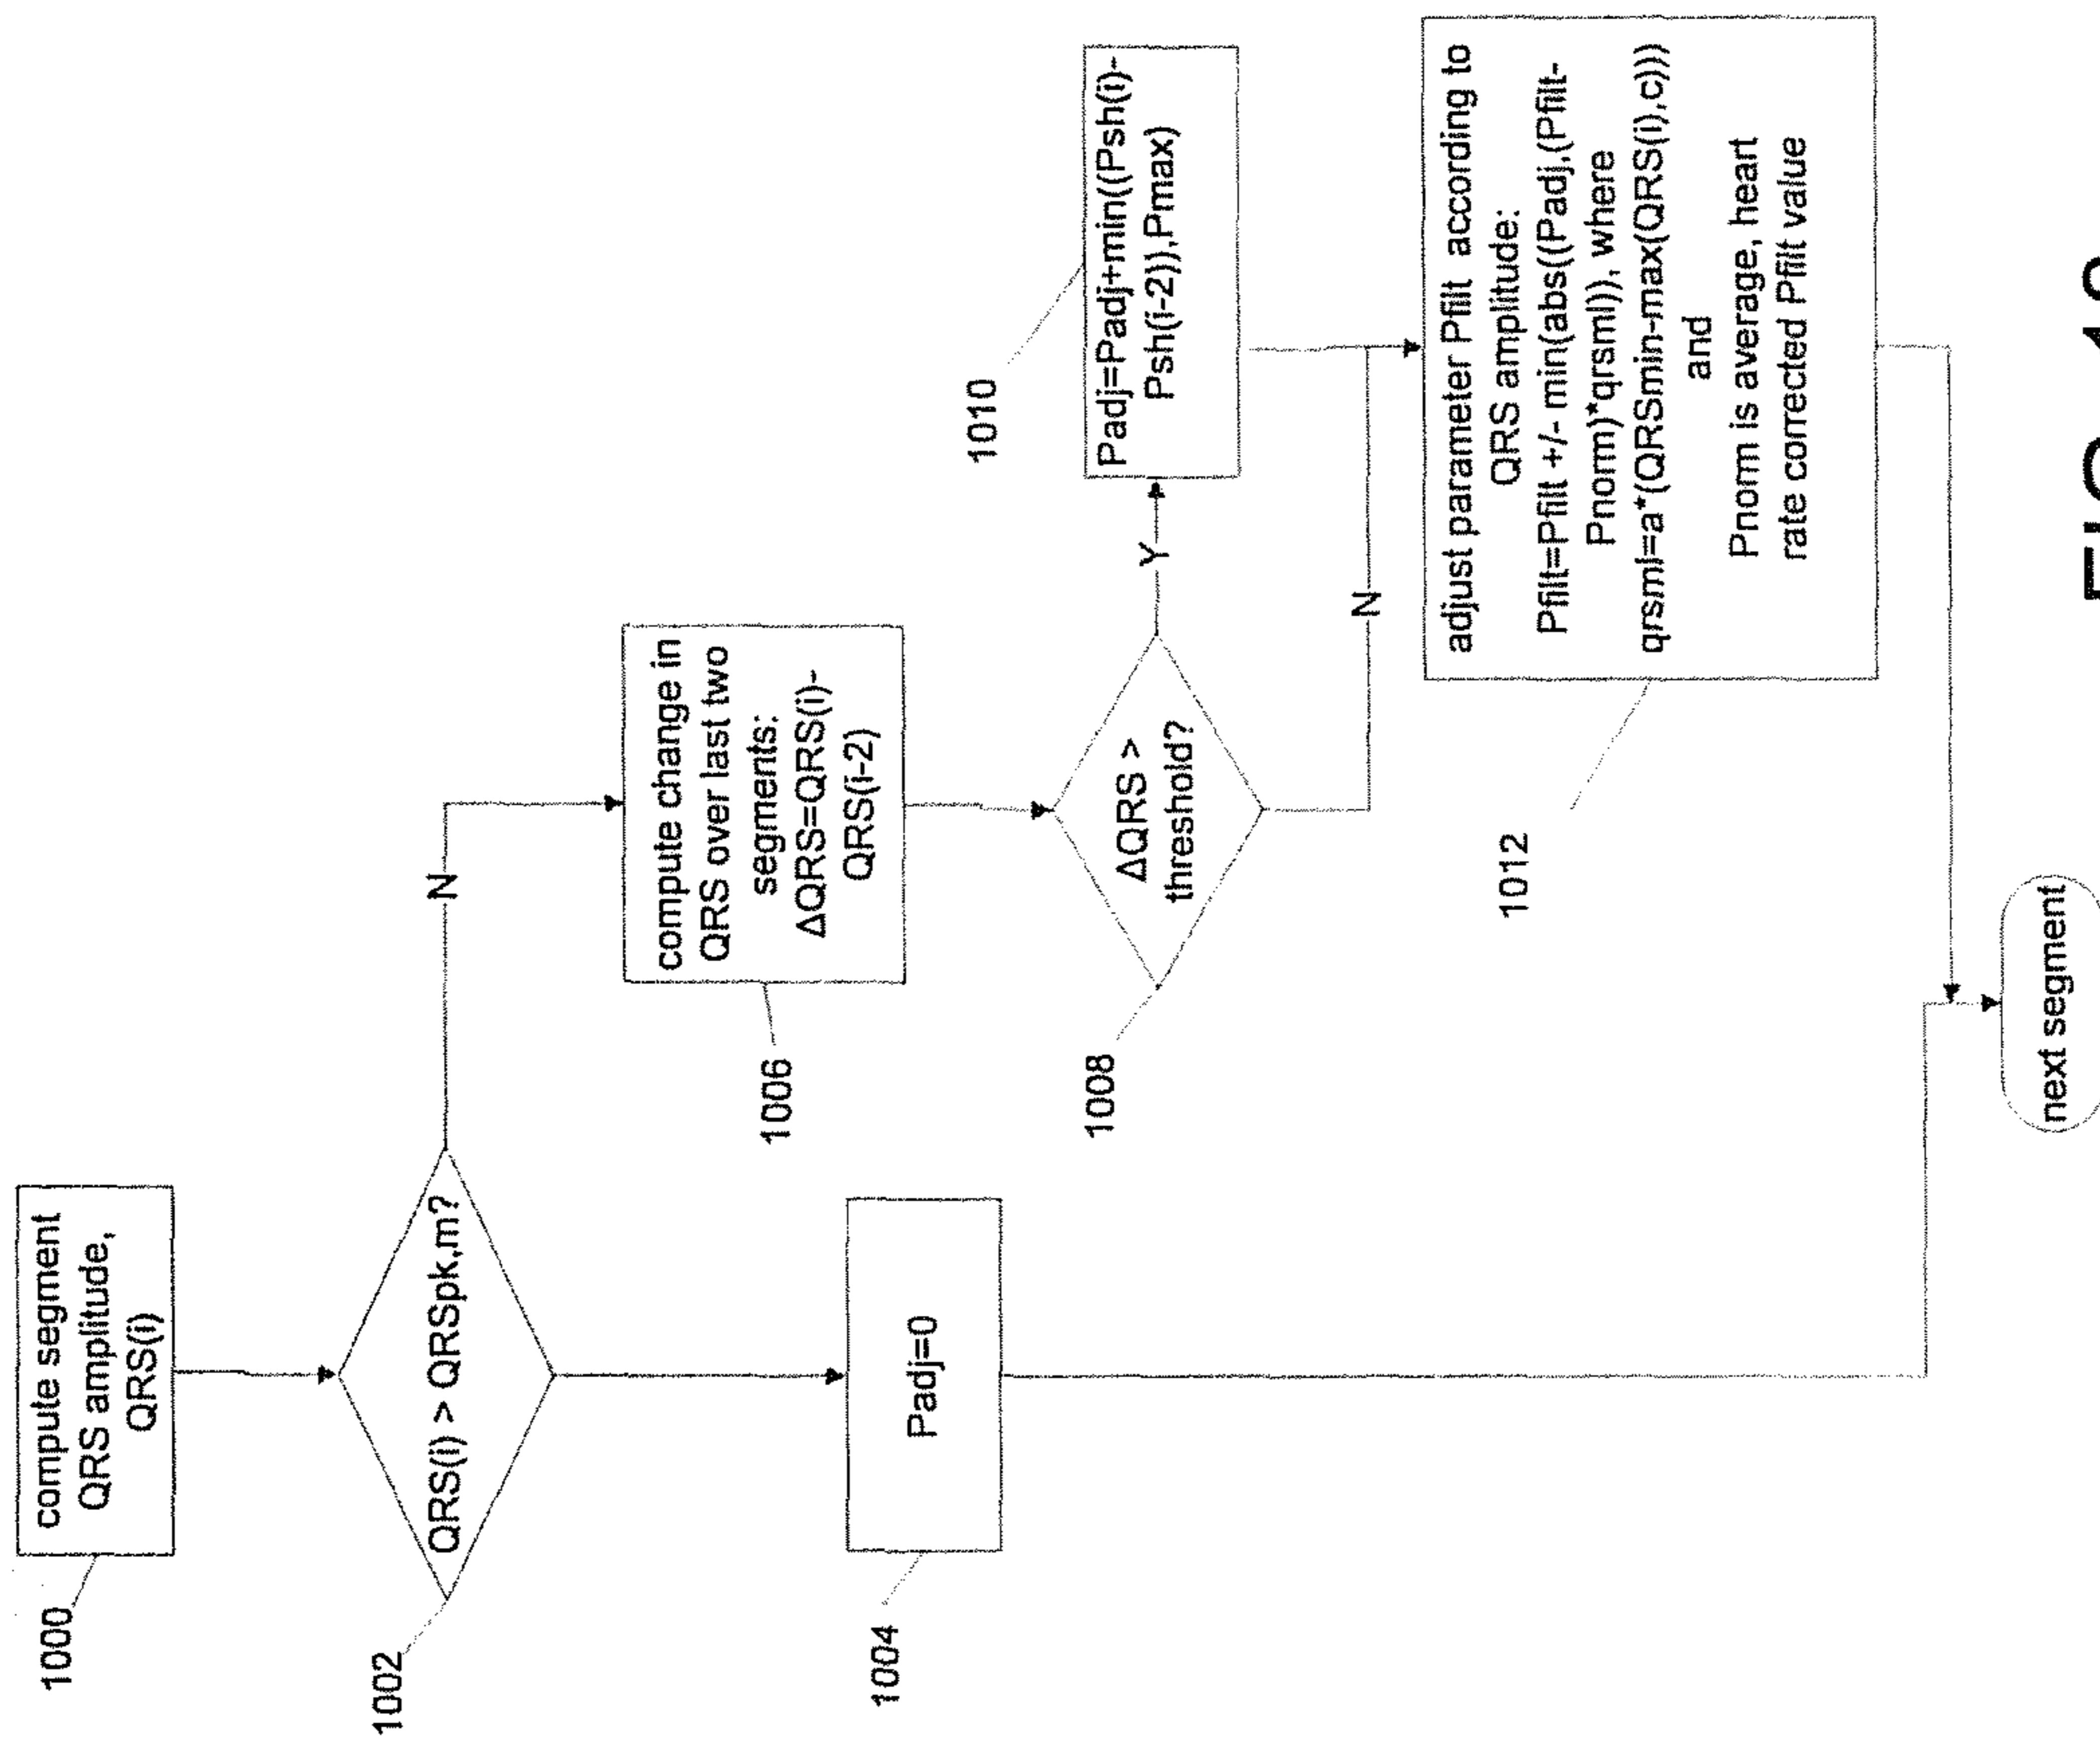 1000
compute segment
QRS amplitude,
QRS(i)
1002
QRS(i) > QRSpk,m?
N
1004
Padj=0
1006
compute change in
QRS over last two
segments:
ΔQRS=QRS(i)-
QRS(i-2)
1008
ΔQRS >
threshold?
Y
N
1010
Padj=Padj+min((Psh(i)-
Psh(i-2)),Pmax)
1012
adjust parameter Pfilt according to
QRS amplitude:
Pfilt=Pfilt +/- min(abs((Padj,(Pfilt-
Pnorm)*qrsml)), where
qrsml=a*(QRSmin-max(QRS(i),c)))
and
Pnorm is average, heart
rate corrected Pfilt value
next segment